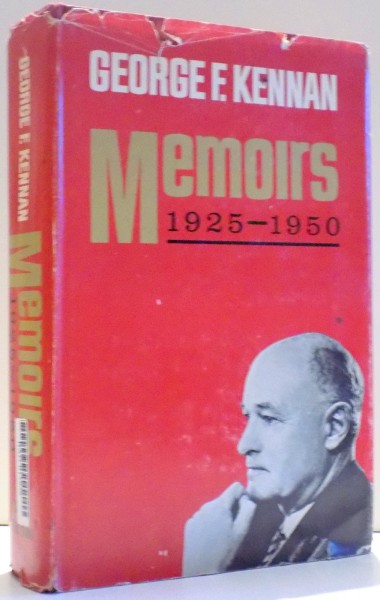 GEORGE F. KENNAN
Memoirs
1925–1950
GEORGE F. KENNAN
Memoirs